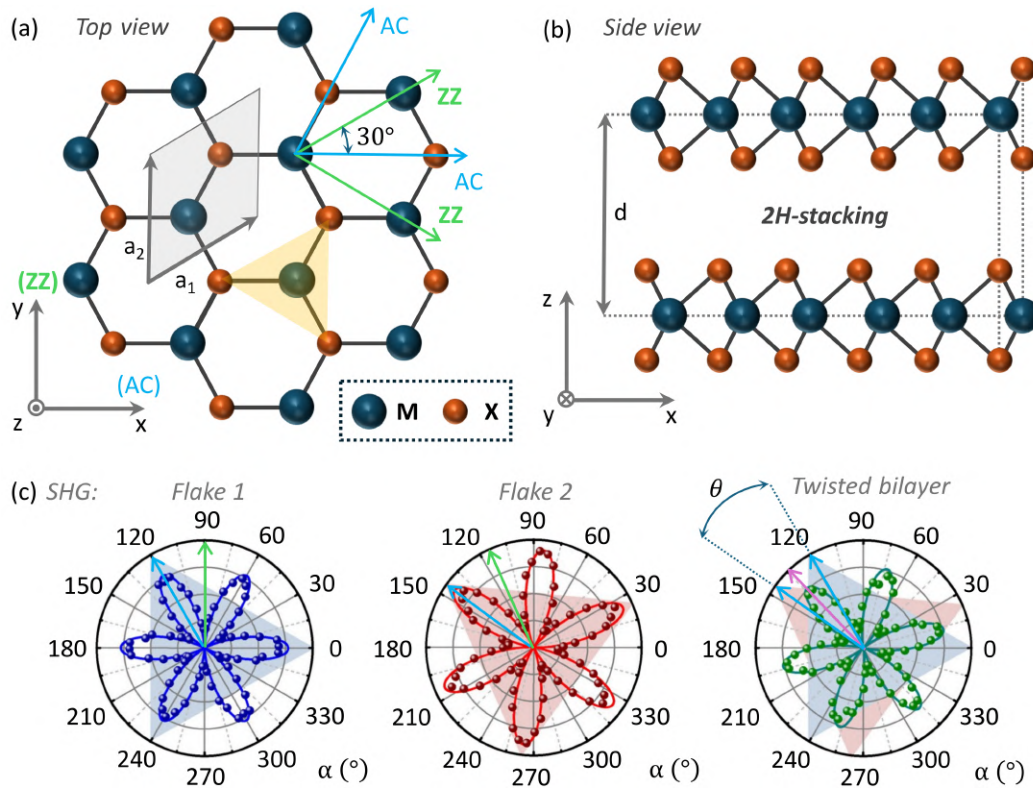 (a) Top view
AC
ZZ
30°
AC
ZZ
a₂
a₁
(ZZ)
y
(AC)
z
x
M X
(b) Side view
d
2H-stacking
z
y
x
(c) SHG: Flake 1
90
120 60
150 30
180 0
210 330
240 300
270
α (°)
Flake 2
90
120 60
150 30
180 0
210 330
240 300
270
α (°)
θ
Twisted bilayer
90
120 60
150 30
180 0
210 330
240 300
270
α (°)